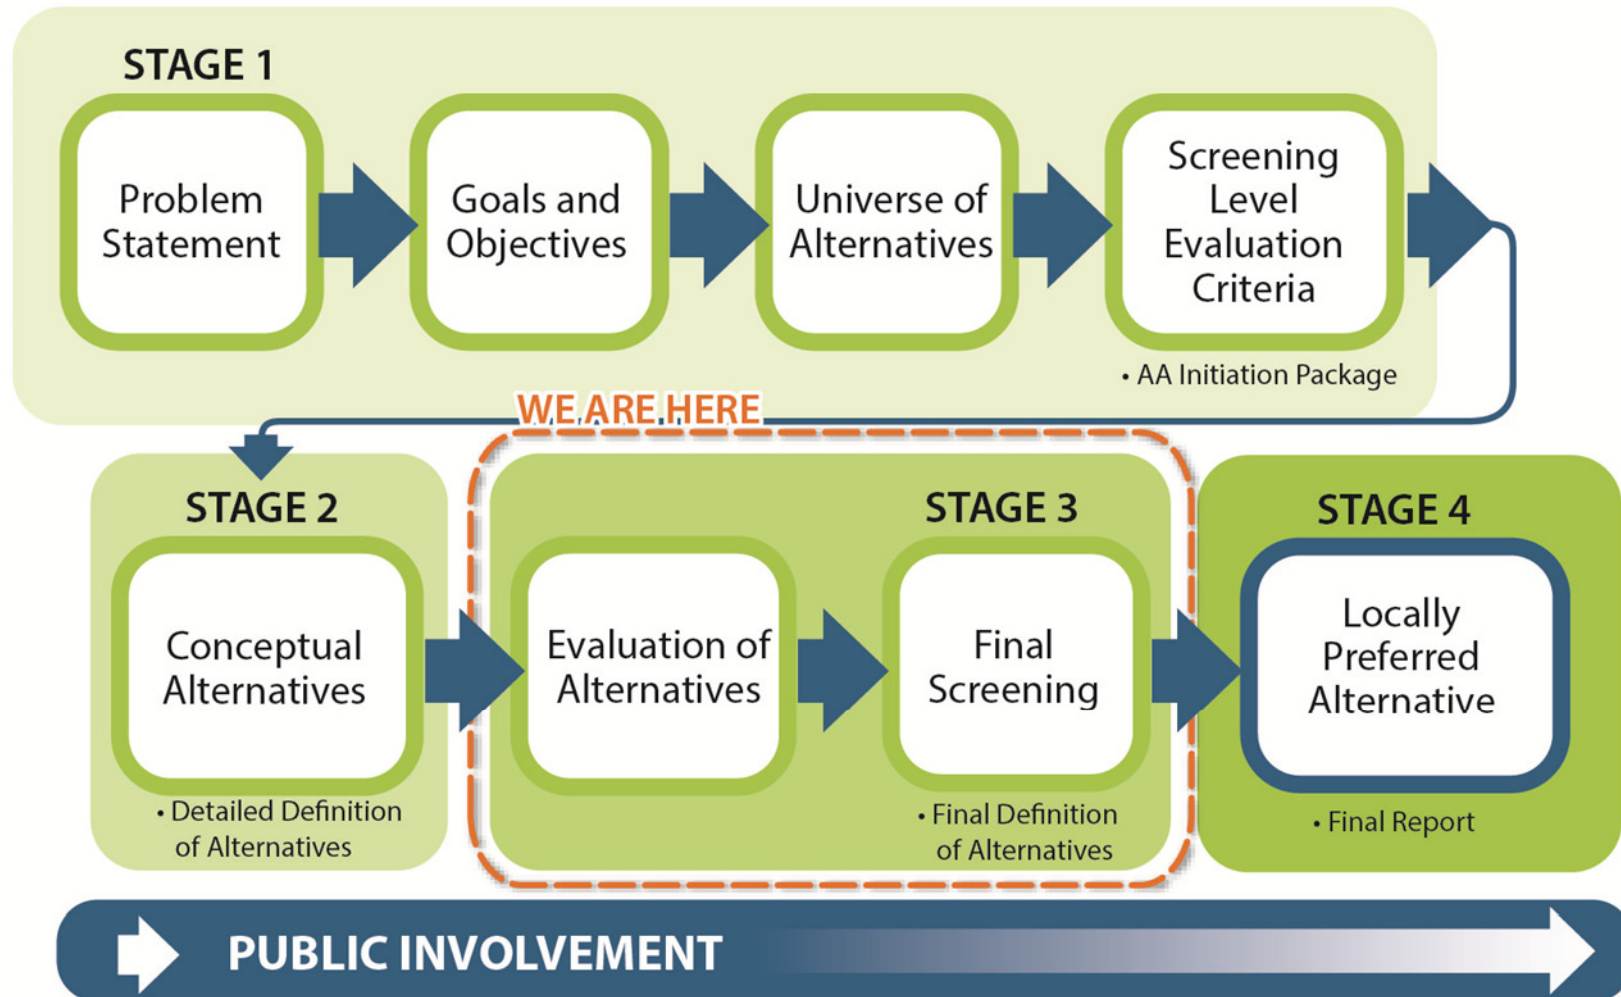 STAGE 1
Problem
Statement
Goals and
Objectives
Universe of
Alternatives
Screening
Level
Evaluation
Criteria
• AA Initiation Package
WE ARE HERE
STAGE 2
Conceptual
Alternatives
• Detailed Definition
of Alternatives
STAGE 3
Evaluation of
Alternatives
Final
Screening
• Final Definition
of Alternatives
STAGE 4
Locally
Preferred
Alternative
• Final Report
PUBLIC INVOLVEMENT